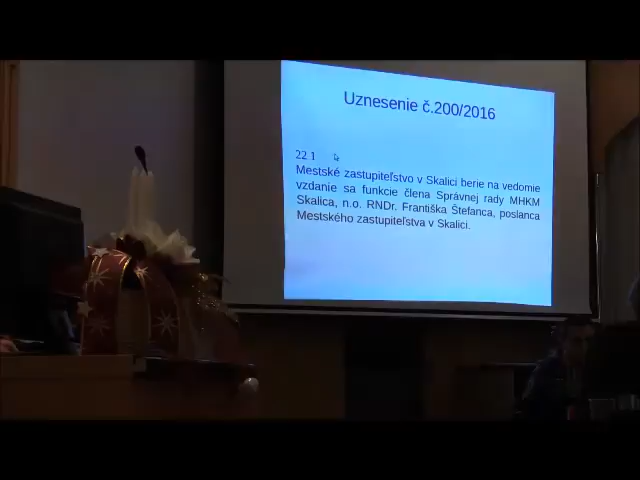 Uznesenie č.200/2016
22.1
Mestské zastupiteľstvo v Skalici berie na vedomie
vzdanie sa funkcie člena Správnej rady MHKM
Skalica, n.o. RNDr. Františka Štefanca, poslanca
Mestského zastupiteľstva v Skalici.